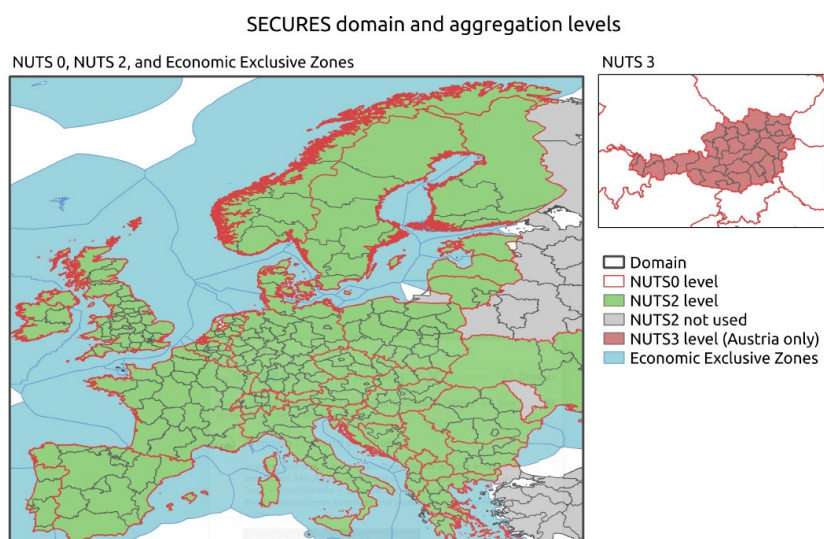 SECURES domain and aggregation levels
NUTS 0, NUTS 2, and Economic Exclusive Zones
NUTS 3
Domain
NUTS0 level
NUTS2 level
NUTS2 not used
NUTS3 level (Austria only)
Economic Exclusive Zones